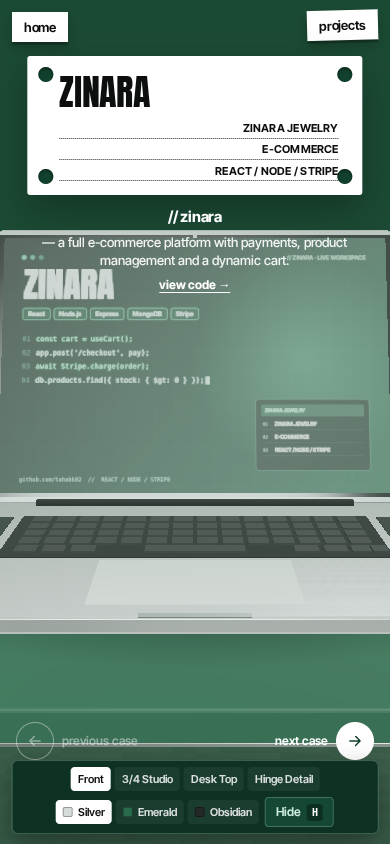 home
projects
ZINARA
ZINARA JEWELRY
E-COMMERCE
REACT / NODE / STRIPE
// zinara
— a full e-commerce platform with payments, product
management and a dynamic cart.
view code →
// ZINARA · LIVE WORKSPACE
ZINARA
React Node.js Express MongoDB Stripe
01 const cart = useCart();
02 app.post('/checkout', pay);
03 await Stripe.charge(order);
04 db.products.find({ stock: { $gt: 0 } });
ZINARA JEWELRY
01 ZINARA JEWELRY
02 E-COMMERCE
03 REACT / NODE / STRIPE
// REACT / NODE / STRIPE
← previous case
next case →
Front 3/4 Studio Desk Top Hinge Detail
Silver Emerald Obsidian Hide H